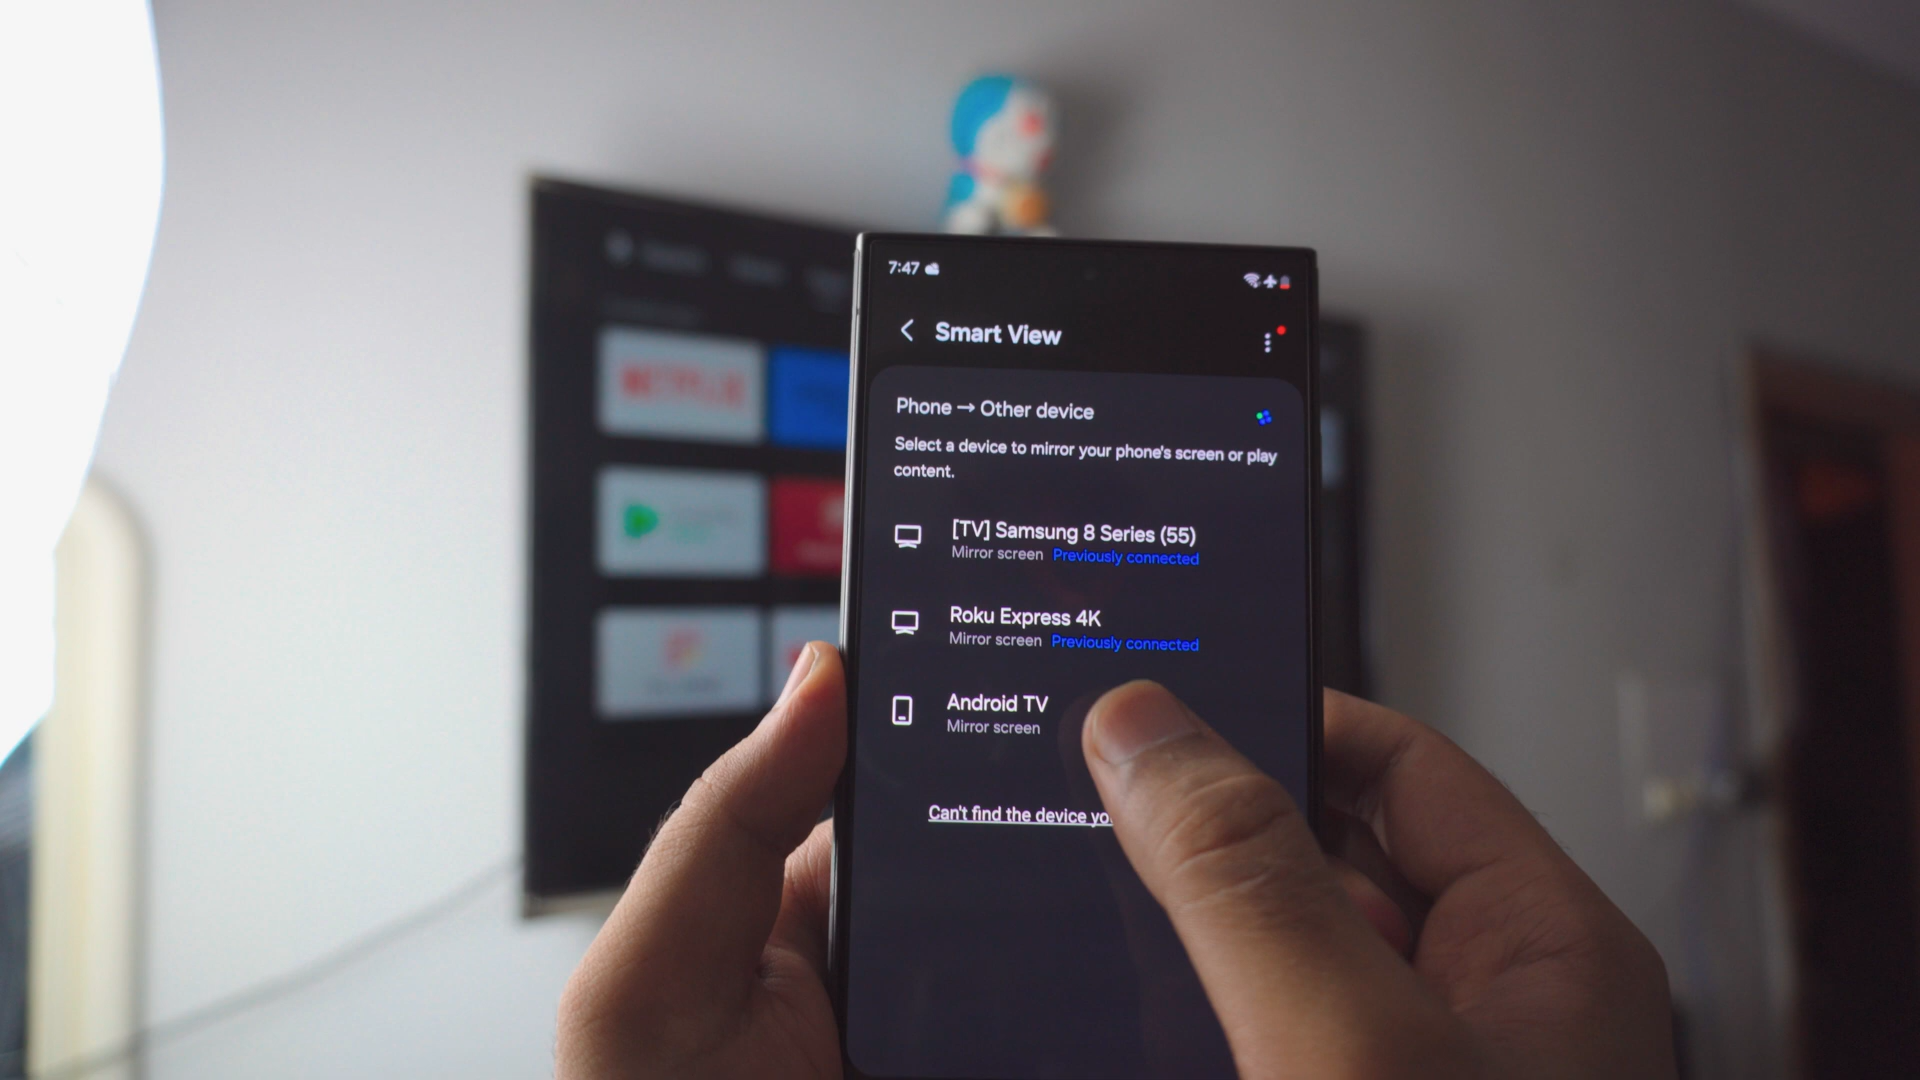 7:47
Smart View
Phone → Other device
Select a device to mirror your phone's screen or play
content.
[TV] Samsung 8 Series (55)
Mirror screen Previously connected
Roku Express 4K
Mirror screen Previously connected
Android TV
Mirror screen
Can't find the device yo
NETFLIX